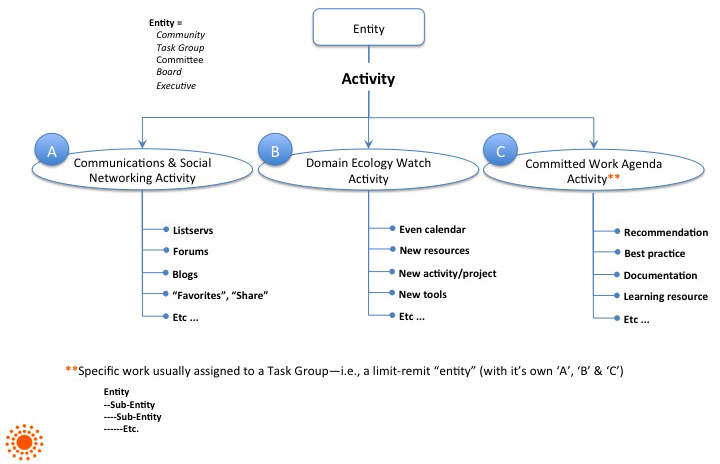 Entity =
Community
Task Group
Committee
Board
Executive
Entity
Activity
A
Communications & Social
Networking Activity
Listservs
Forums
Blogs
“Favorites”, “Share”
Etc ...
B
Domain Ecology Watch
Activity
Even calendar
New resources
New activity/project
New tools
Etc ...
C
Committed Work Agenda
Activity**
Recommendation
Best practice
Documentation
Learning resource
Etc ...
**Specific work usually assigned to a Task Group—i.e., a limit-remit “entity” (with it’s own ‘A’, ‘B’ & ‘C’)
Entity
--Sub-Entity
----Sub-Entity
------Etc.